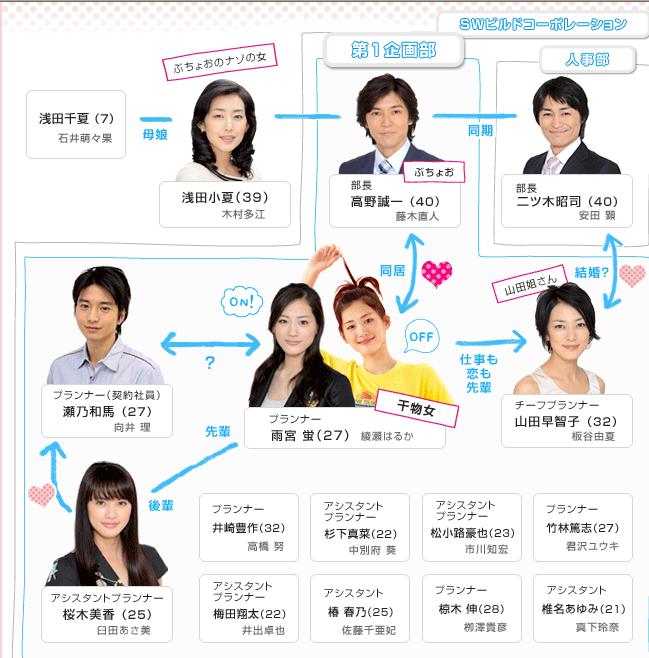 SWビルドコーポレーション
第1企画部
人事部
ぶちょおのナゾの女
浅田千夏(7)
石井萌々果
母娘
同期
浅田小夏(39)
木村多江
部長
ぶちょお
高野誠一(40)
藤木直人
部長
二ツ木昭司(40)
安田 顕
同居
結婚?
山田姐さん
ON!
OFF
?
仕事も
恋も
先輩
干物女
プランナー(契約社員)
瀬乃和馬(27)
向井 理
プランナー
雨宮 蛍(27) 綾瀬はるか
チーフプランナー
山田早智子(32)
板谷由夏
先輩
後輩
アシスタントプランナー
桜木美香(25)
臼田あさ美
プランナー
井崎豊作(32)
高橋 努
アシスタント
プランナー
杉下真菜(22)
中別府 葵
アシスタント
プランナー
松小路豪也(23)
市川知宏
プランナー
竹林篤志(27)
君沢ユウキ
アシスタント
プランナー
梅田翔太(22)
井出卓也
アシスタント
椿 春乃(25)
佐藤千亜妃
プランナー
椋木 伸(28)
栁澤貴彦
アシスタント
椎名あゆみ(21)
真下玲奈